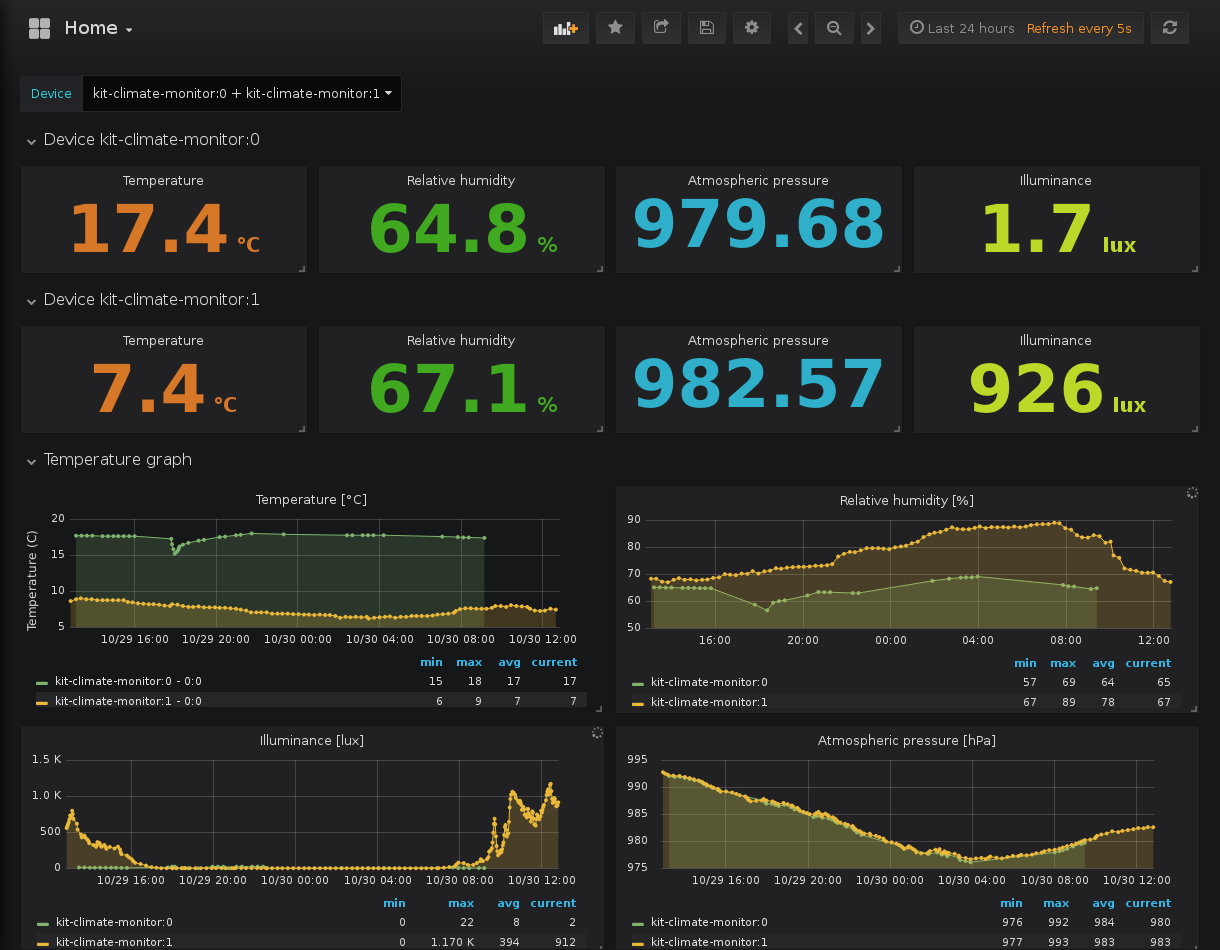 Home
Last 24 hours Refresh every 5s
Device kit-climate-monitor:0 + kit-climate-monitor:1
Device kit-climate-monitor:0
Temperature Relative humidity Atmospheric pressure Illuminance
17.4 °C 64.8 % 979.68 1.7 lux
Device kit-climate-monitor:1
Temperature Relative humidity Atmospheric pressure Illuminance
7.4 °C 67.1 % 982.57 926 lux
Temperature graph
Temperature [°C]
Temperature (C)
20
15
10
5
10/29 16:00 10/29 20:00 10/30 00:00 10/30 04:00 10/30 08:00 10/30 12:00
min max avg current
kit-climate-monitor:0 - 0:0 15 18 17 17
kit-climate-monitor:1 - 0:0 6 9 7 7
Relative humidity [%]
90
80
70
60
50
16:00 20:00 00:00 04:00 08:00 12:00
min max avg current
kit-climate-monitor:0 57 69 64 65
kit-climate-monitor:1 67 89 78 67
Illuminance [lux]
1.5 K
1.0 K
500
0
10/29 16:00 10/29 20:00 10/30 00:00 10/30 04:00 10/30 08:00 10/30 12:00
min max avg current
kit-climate-monitor:0 0 22 8 2
kit-climate-monitor:1 0 1.170 K 394 912
Atmospheric pressure [hPa]
995
990
985
980
975
10/29 16:00 10/29 20:00 10/30 00:00 10/30 04:00 10/30 08:00 10/30 12:00
min max avg current
kit-climate-monitor:0 976 992 984 980
kit-climate-monitor:1 977 993 983 983